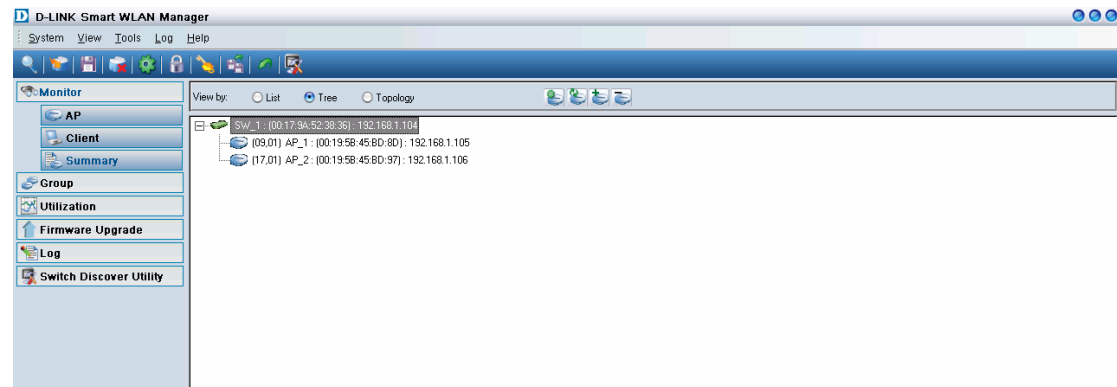 D D-LINK Smart WLAN Manager
System View Tools Log Help
Monitor
AP
Client
Summary
Group
Utilization
Firmware Upgrade
Log
Switch Discover Utility
View by: List Tree Topology
SW_1 : (00:17:9A:52:38:36) : 192.168.1.104
(09,01) AP_1 : (00:19:5B:45:BD:8D) : 192.168.1.105
(17,01) AP_2 : (00:19:5B:45:BD:97) : 192.168.1.106